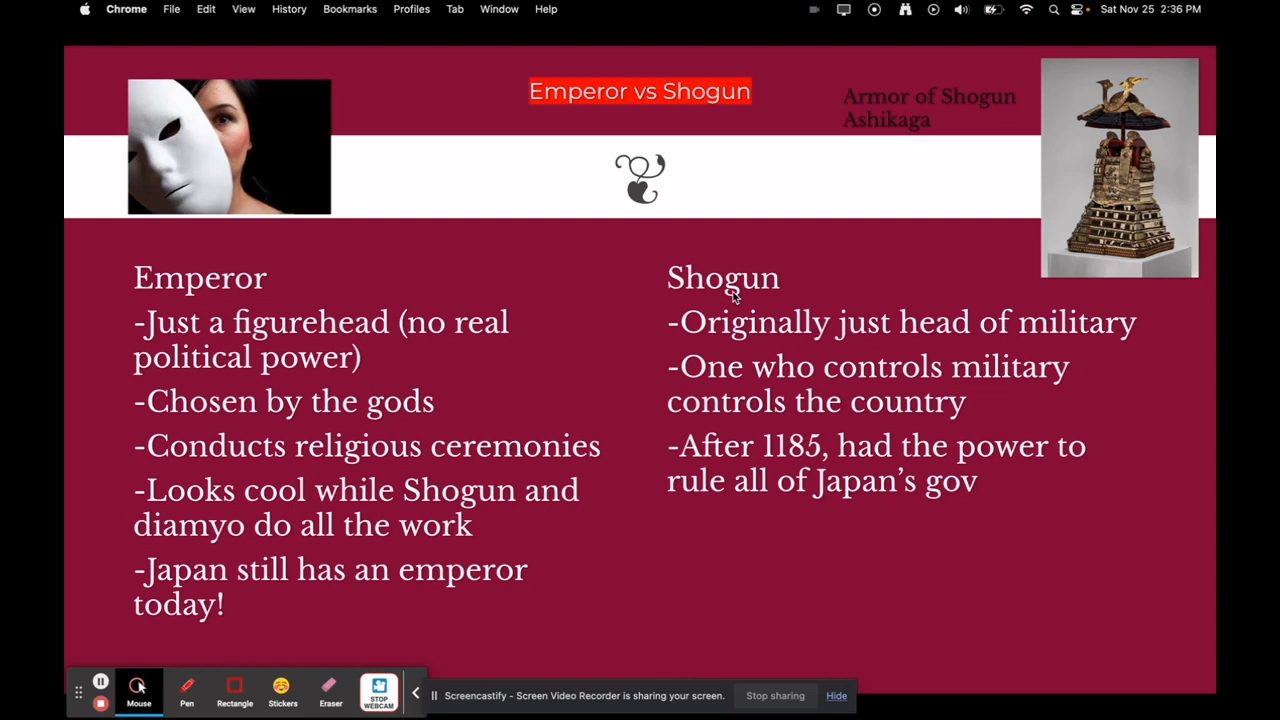 Chrome File Edit View History Bookmarks Profiles Tab Window Help Sat Nov 25 2:36 PM
Emperor vs Shogun
Armor of Shogun
Ashikaga
Emperor
-Just a figurehead (no real
political power)
-Chosen by the gods
-Conducts religious ceremonies
-Looks cool while Shogun and
diamyo do all the work
-Japan still has an emperor
today!
Shogun
-Originally just head of military
-One who controls military
controls the country
-After 1185, had the power to
rule all of Japan's gov
Mouse Pen Rectangle Stickers Eraser STOP
WEBCAM
Screencastify - Screen Video Recorder is sharing your screen. Stop sharing Hide